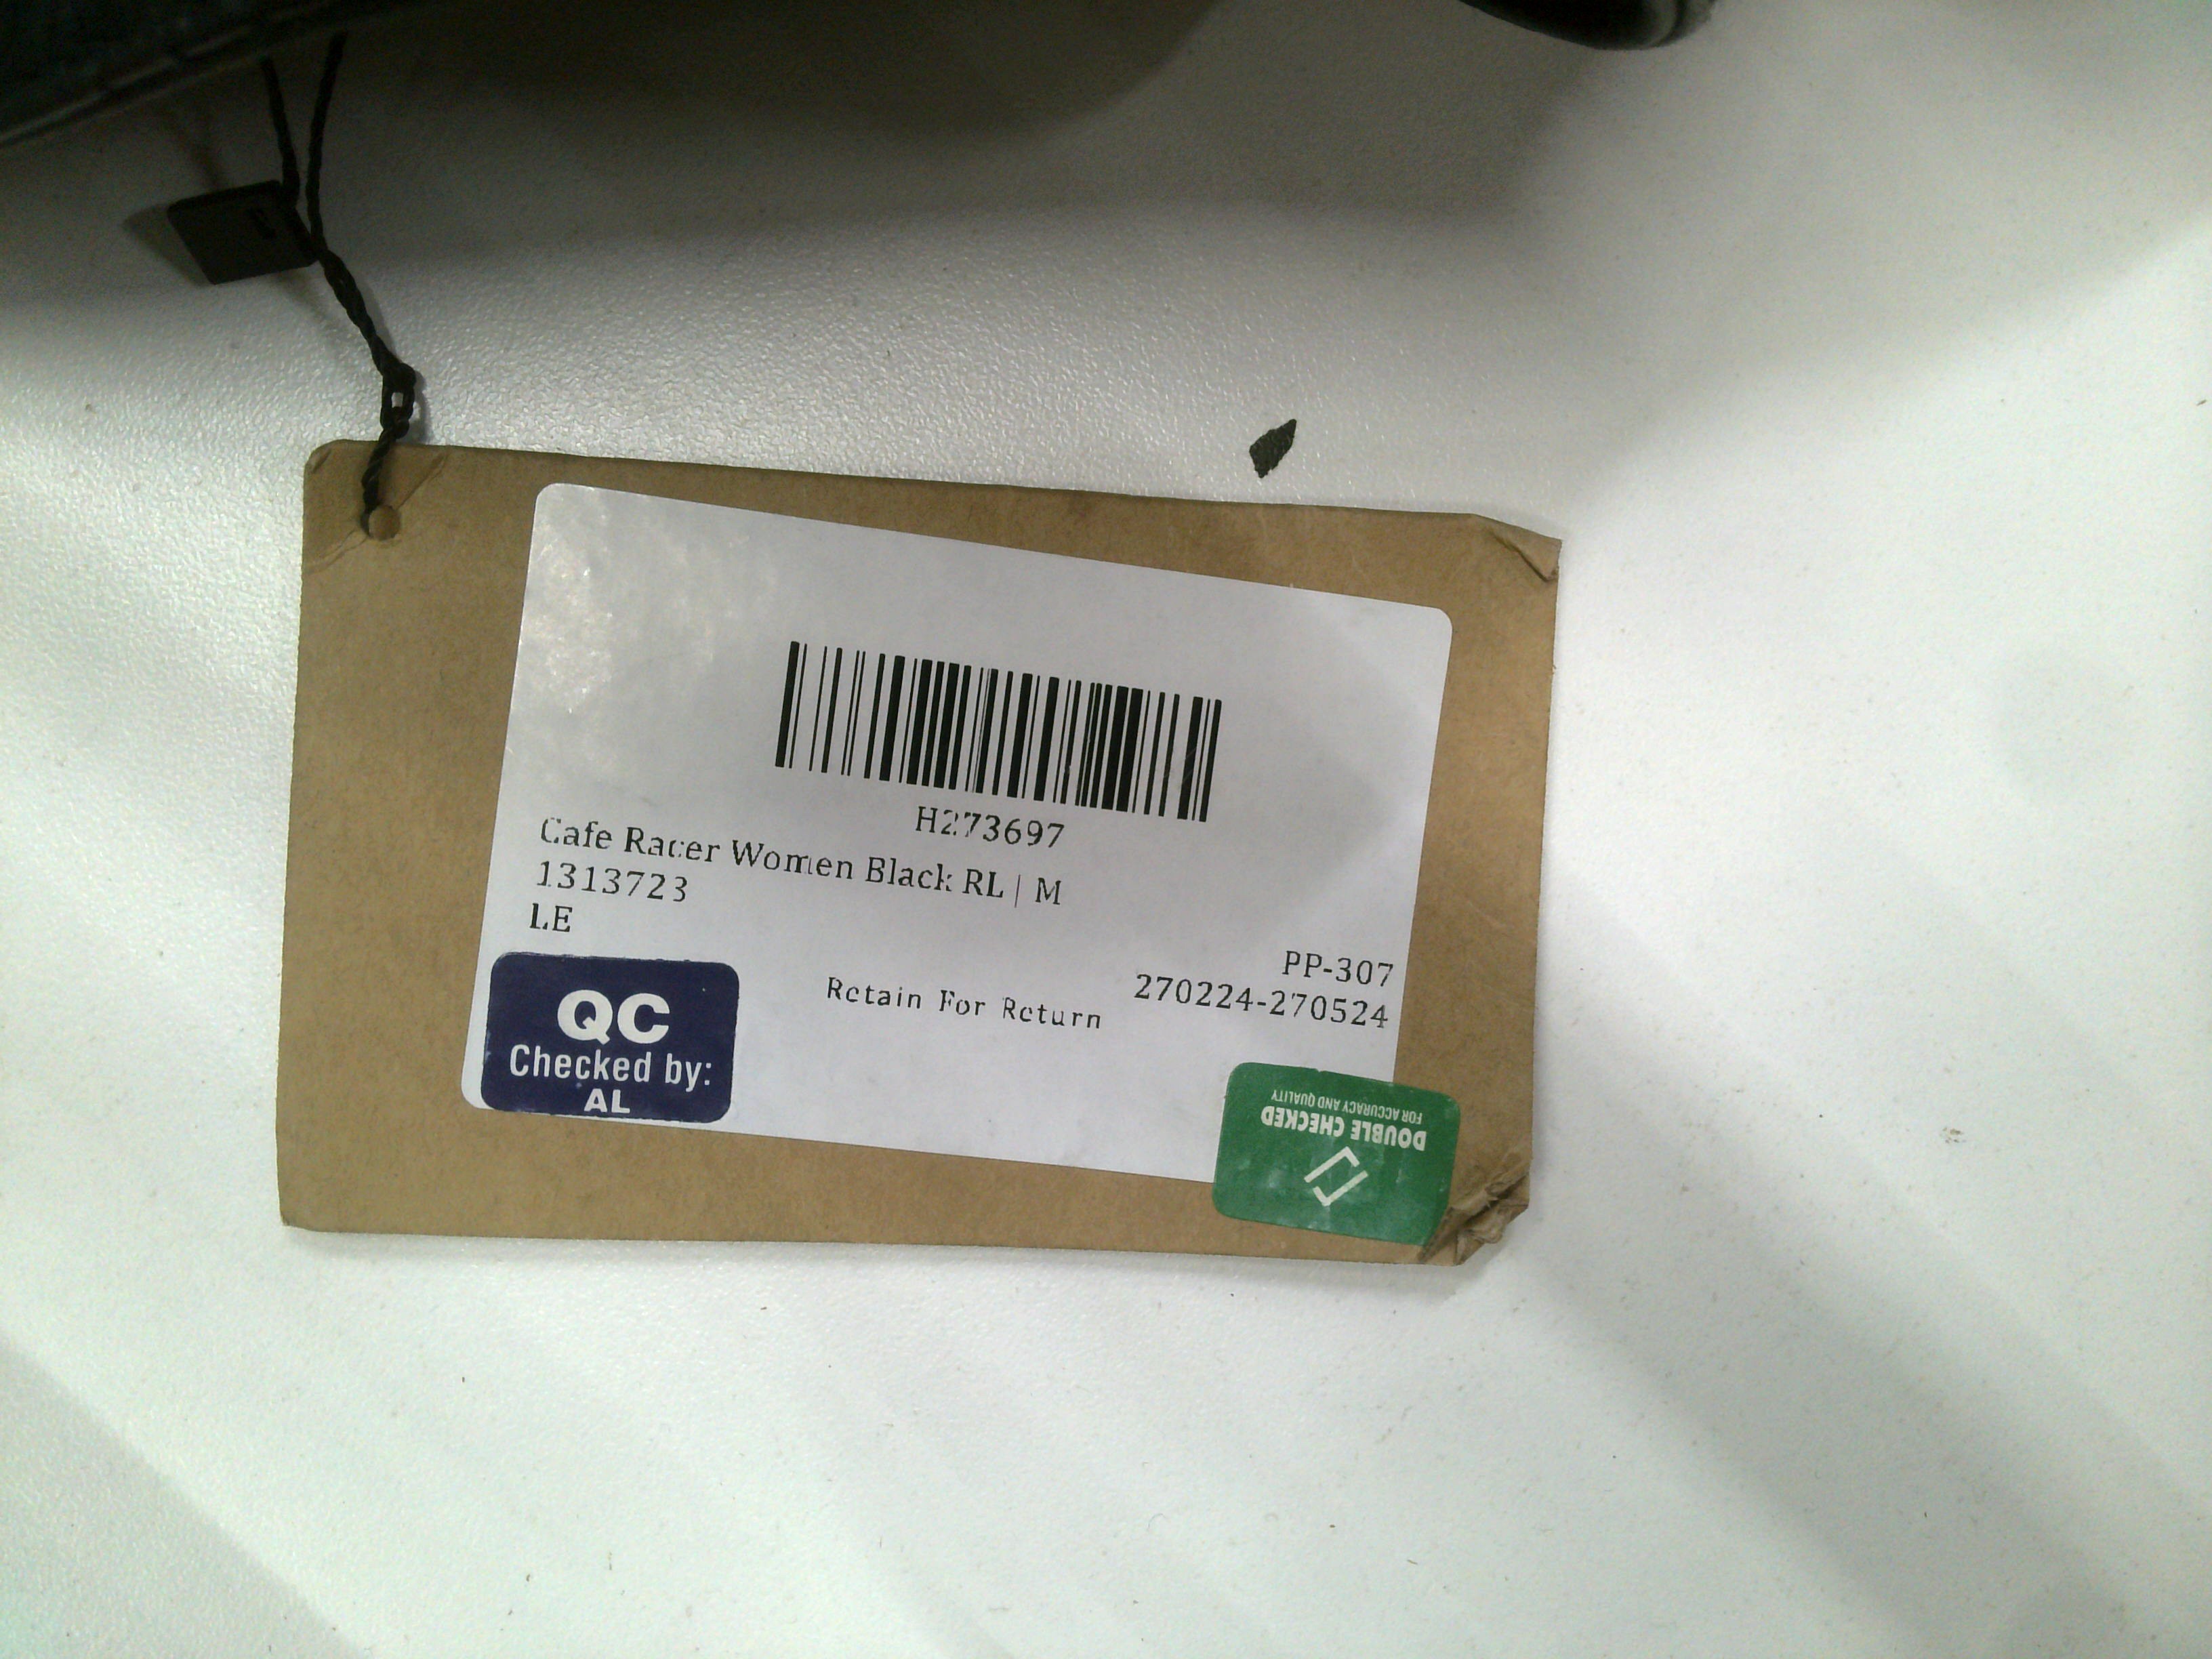 H273697
Cafe Racer Women Black RL | M
1313723
LE
PP-307
270224-270524
Retain For Return
QC
Checked by:
AL
DOUBLE CHECKED
FOR ACCURACY AND QUALITY